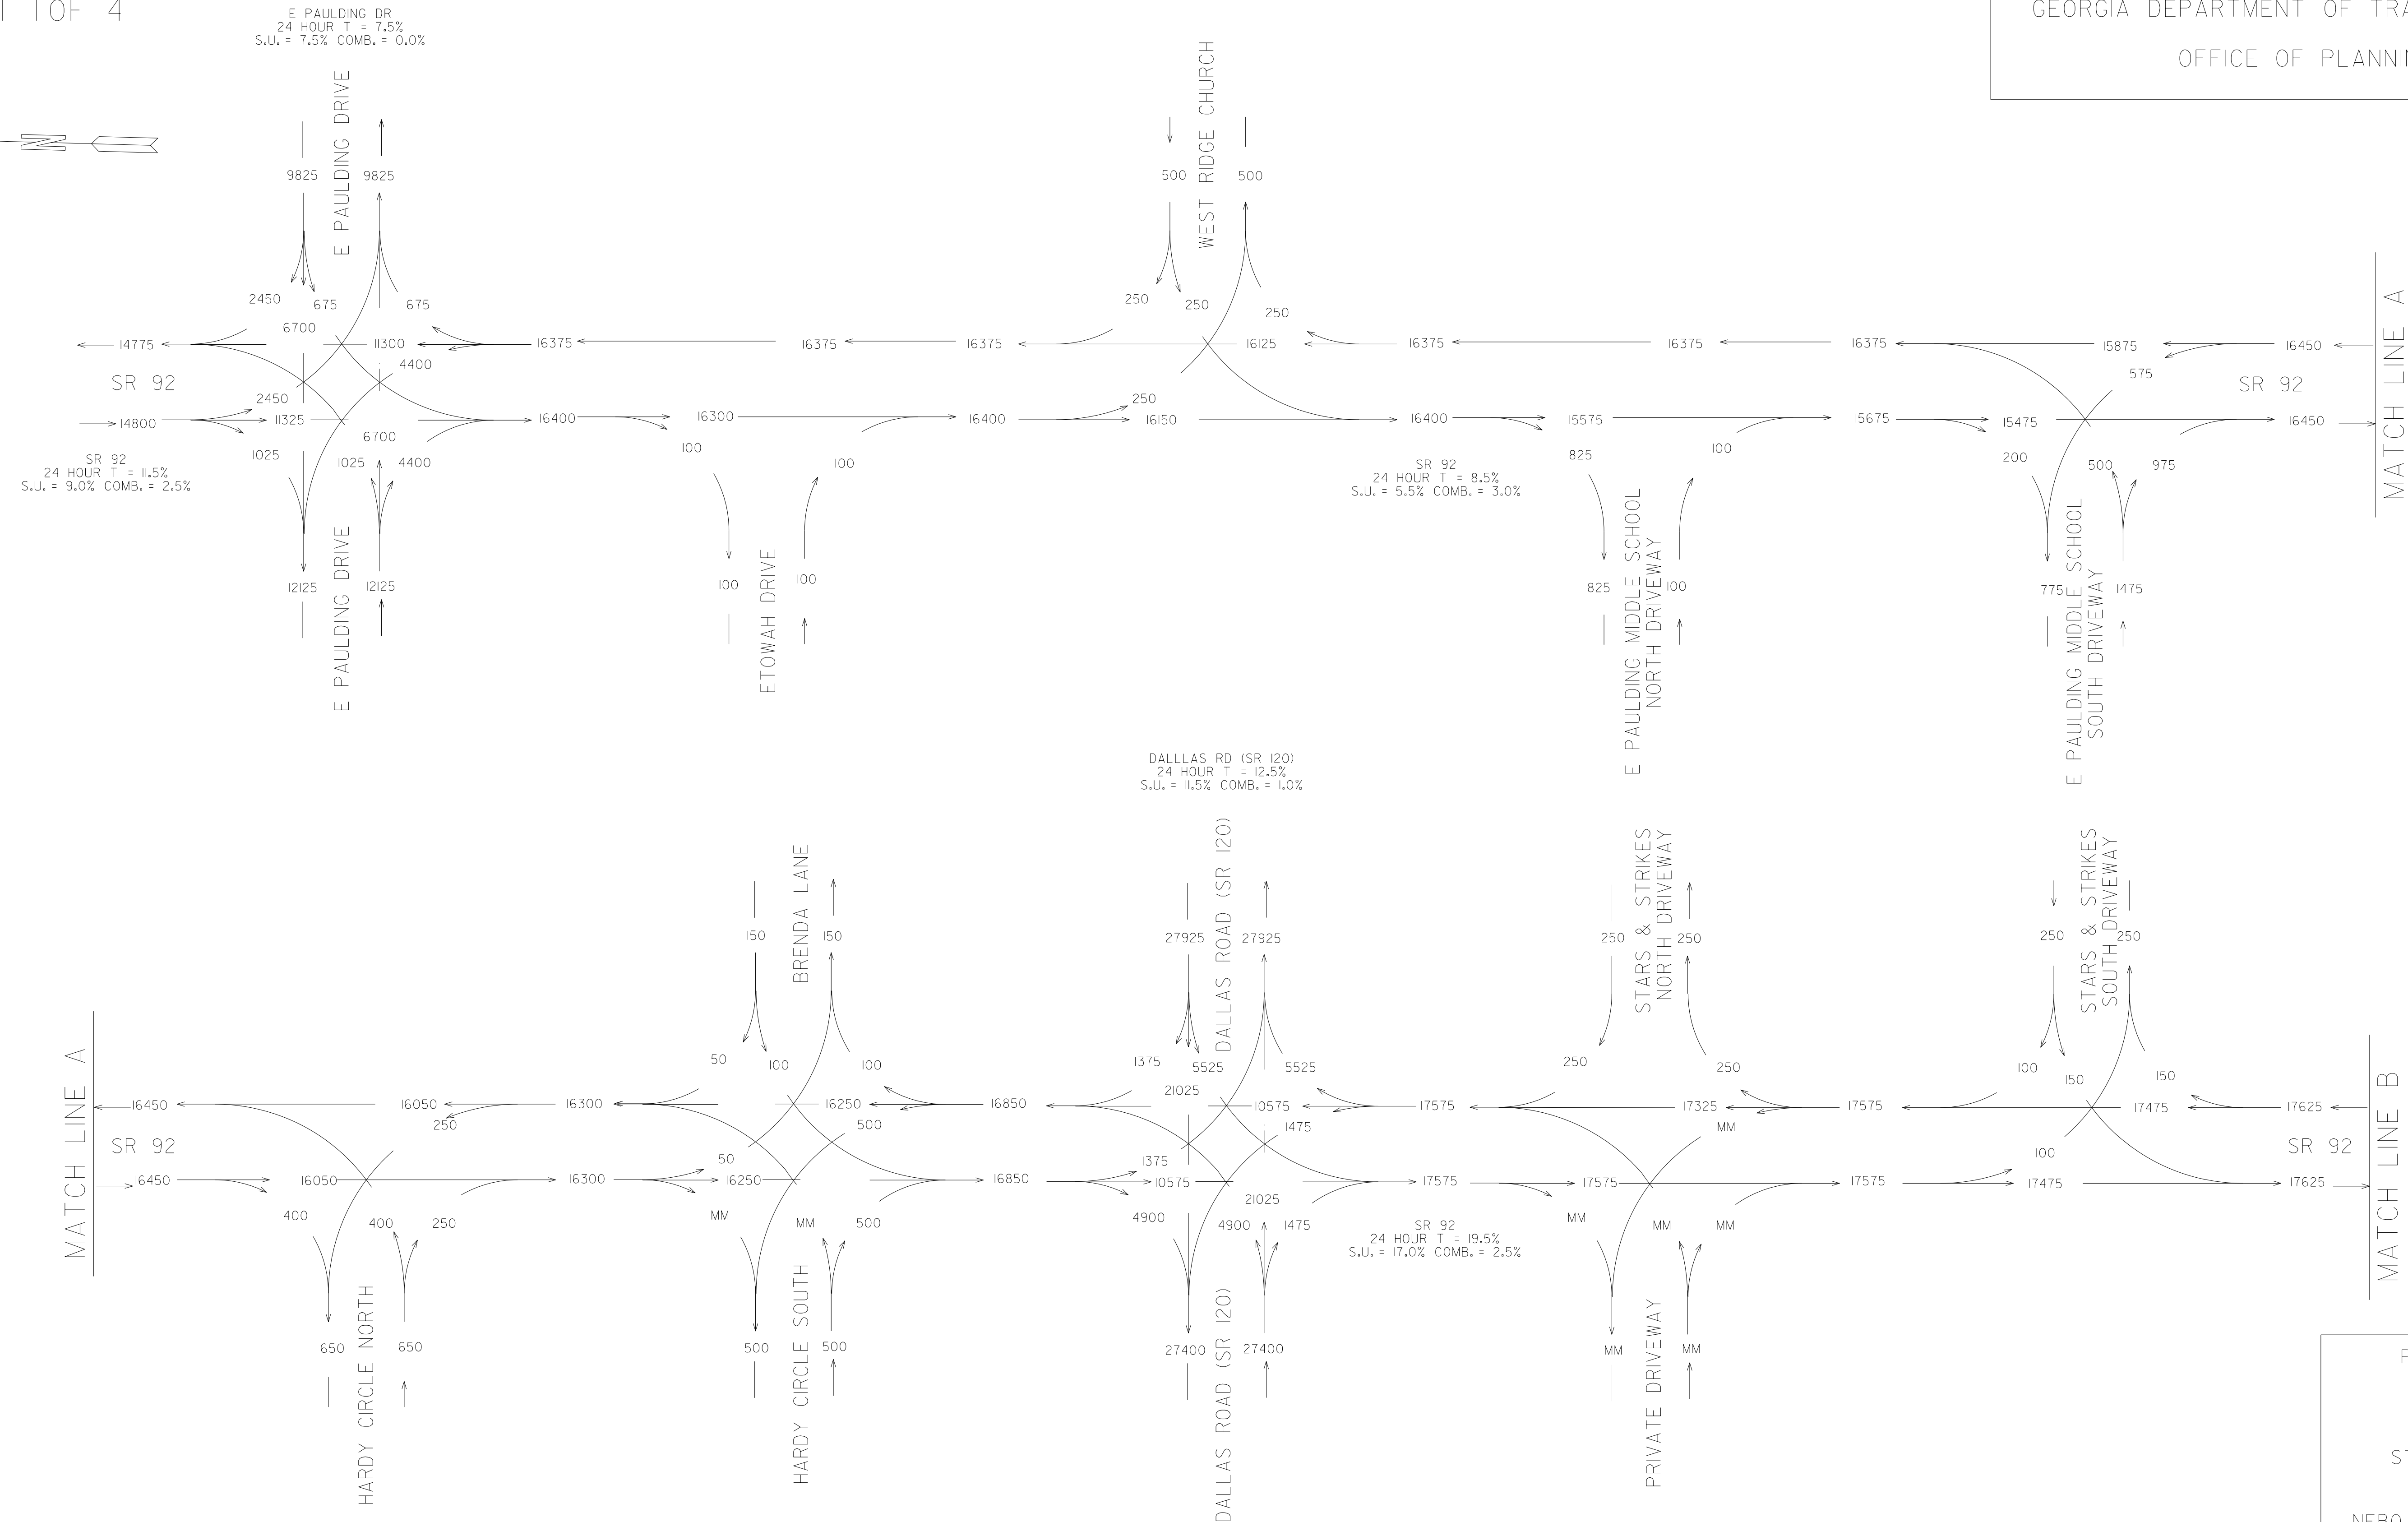 1 OF 4
GEORGIA DEPARTMENT OF
OFFICE OF
E PAULDING DR
24 HOUR T = 7.5%
S.U. = 7.5% COMB. = 0.0%
N
E PAULDING DRIVE
9825 9825
2450 675 675
6700
14775 11300 16375
4400
SR 92
2450
14800 11325 16400
6700
1025 1025 4400
SR 92
24 HOUR T = 11.5%
S.U. = 9.0% COMB. = 2.5%
12125 12125
E PAULDING DRIVE
16375
16300
100 100
100 100
ETOWAH DRIVE
WEST RIDGE CHURCH
500 500
250 250 250
16375 16125 16375
250
16400 16150 16400
SR 92
24 HOUR T = 8.5%
S.U. = 5.5% COMB. = 3.0%
16375
15575
825 100
825 100
E PAULDING MIDDLE SCHOOL
NORTH DRIVEWAY
16375 15875 16450
575
SR 92
15675 15475 16450
200 500 975
775 1475
E PAULDING MIDDLE SCHOOL
SOUTH DRIVEWAY
MATCH LINE A
DALLLAS RD (SR 120)
24 HOUR T = 12.5%
S.U. = 11.5% COMB. = 1.0%
MATCH LINE A
16450 16050 16300
250
SR 92
16450 16050 16300
400 400 250
650 650
HARDY CIRCLE NORTH
BRENDA LANE
150 150
50 100 100
16250 16850
500
50
16250 16850
MM MM 500
500 500
HARDY CIRCLE SOUTH
DALLAS ROAD (SR 120)
27925 27925
1375 5525 5525
21025
10575 17575
1475
1375
10575 17575
21025
4900 4900 1475
27400 27400
DALLAS ROAD (SR 120)
SR 92
24 HOUR T = 19.5%
S.U. = 17.0% COMB. = 2.5%
STARS & STRIKES
NORTH DRIVEWAY
250 250
250 250
17325 17575
MM
17575 17575
MM MM MM
MM MM
PRIVATE DRIVEWAY
STARS & STRIKES
SOUTH DRIVEWAY
250 250
100 150 150
17475 17625
100
SR 92
17475 17625
MATCH LINE B